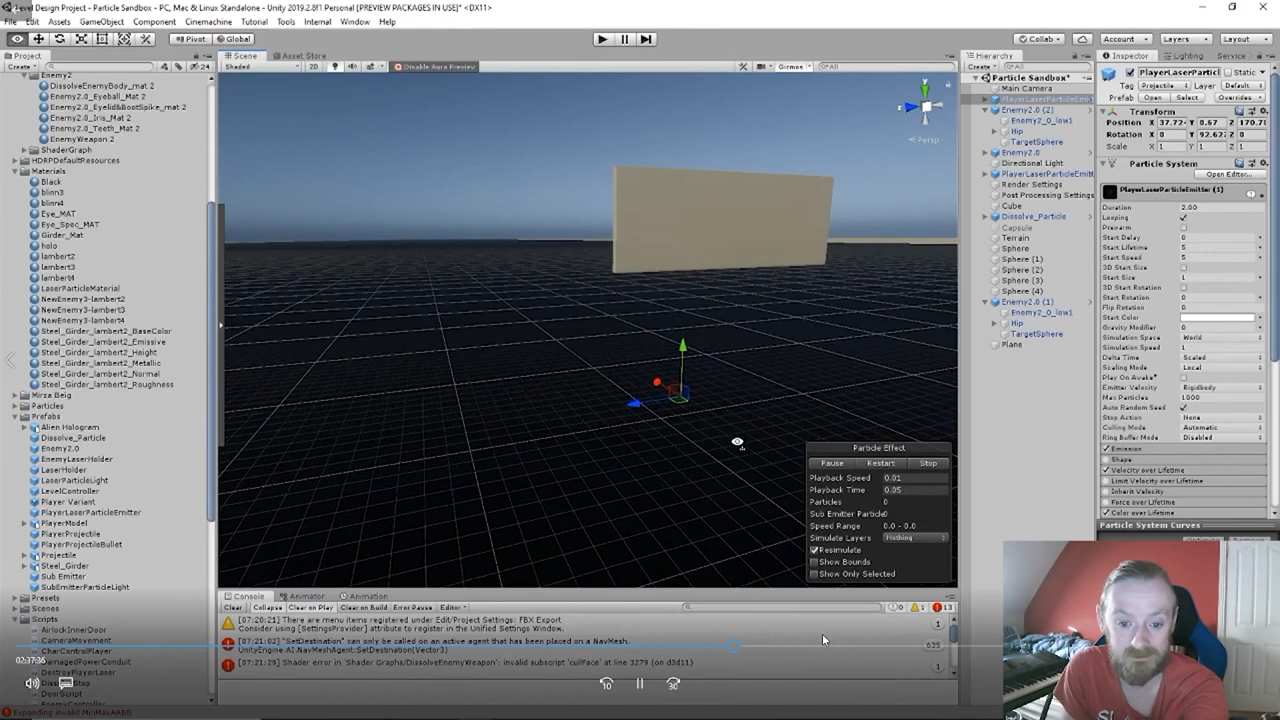 Level Design Project - Particle Sandbox - PC, Mac & Linux Standalone - Unity 2019.2.8f1 Personal [PREVIEW PACKAGES IN USE]* <DX11>
File Edit Assets GameObject Component Cinemachine Tutorial Tools Internal Window Help
Pivot Global Collab Account Layers Layout
Project
Create
Enemy2
DissolveEnemyBody_mat 2
Enemy2.0_Eyeball_Mat 2
Enemy2.0_Eyelid&BootSpike_mat 2
Enemy2.0_Iris_Mat 2
Enemy2.0_Teeth_Mat 2
EnemyWeapon 2
ShaderGraph
HDRPDefaultResources
Materials
Black
blinn3
blinn4
Eye_MAT
Eye_Spec_MAT
Girder_Mat
holo
lambert2
lambert3
lambert4
LaserParticleMaterial
NewEnemy3-lambert2
NewEnemy3-lambert3
NewEnemy3-lambert4
Steel_Girder_lambert2_BaseColor
Steel_Girder_lambert2_Emissive
Steel_Girder_lambert2_Height
Steel_Girder_lambert2_Metallic
Steel_Girder_lambert2_Normal
Steel_Girder_lambert2_Roughness
Mirza Beig
Particles
Prefabs
Alien Hologram
Dissolve_Particle
Enemy2.0
EnemyLaserHolder
LaserHolder
LaserParticleLight
LevelController
Player Variant
PlayerLaserParticleEmitter
PlayerModel
PlayerProjectile
PlayerProjectileBullet
Projectile
Steel_Girder
Sub Emitter
SubEmitterParticleLight
Presets
Scenes
Scripts
AirlockInnerDoor
CameraMovement
CharControlPlayer
DamagedPowerConduit
DestroyPlayerLaser
DoorScript
02:37:36
Expanding invalid MinMaxAABB
Scene Asset Store
Shaded 2D Disable Aura Preview Gizmos All
y
z
Persp
Particle Effect
Pause Restart Stop
Playback Speed 0.01
Playback Time 0.05
Particles 0
Sub Emitter Particle 0
Speed Range 0.0 - 0.0
Simulate Layers Nothing
Resimulate
Show Bounds
Show Only Selected
Console Animator Animation
Clear Collapse Clear on Play Clear on Build Error Pause Editor 0 1 13
[07:20:21] There are menu items registered under Edit/Project Settings: FBX Export
Consider using [SettingsProvider] attribute to register in the Unified Settings Window. 1
[07:21:02] "SetDestination" can only be called on an active agent that has been placed on a NavMesh.
UnityEngine.AI.NavMeshAgent:SetDestination(Vector3) 635
[07:21:29] Shader error in 'Shader Graphs/DissolveEnemyWeapon': invalid subscript 'cullFace' at line 3279 (on d3d11) 1
10 30
Hierarchy
Create All
Particle Sandbox*
Main Camera
PlayerLaserParticleEmit
Enemy2.0 (2)
Enemy2_0_low1
Hip
TargetSphere
Enemy2.0
Directional Light
PlayerLaserParticleEmit
Render Settings
Post Processing Settings
Cube
Dissolve_Particle
Capsule
Terrain
Sphere
Sphere (1)
Sphere (2)
Sphere (3)
Sphere (4)
Enemy2.0 (1)
Enemy2_0_low1
Hip
TargetSphere
Plane
Inspector Lighting Service
PlayerLaserParticl Static
Tag Projectile Layer Default
Prefab Open Select Overrides
Transform
Position X 37.72 Y 0.67 Z 170.7
Rotation X 0 Y 92.62 Z 0
Scale X 1 Y 1 Z 1
Particle System
Open Editor...
PlayerLaserParticleEmitter (1)
Duration 2.00
Looping
Prewarm
Start Delay 0
Start Lifetime 5
Start Speed 5
3D Start Size
Start Size 1
3D Start Rotation
Start Rotation 0
Flip Rotation 0
Start Color
Gravity Modifier 0
Simulation Space World
Simulation Speed 1
Delta Time Scaled
Scaling Mode Local
Play On Awake*
Emitter Velocity Rigidbody
Max Particles 1000
Auto Random Seed
Stop Action None
Culling Mode Automatic
Ring Buffer Mode Disabled
Emission
Shape
Velocity over Lifetime
Limit Velocity over Lifetime
Inherit Velocity
Force over Lifetime
Color over Lifetime
Particle System Curves